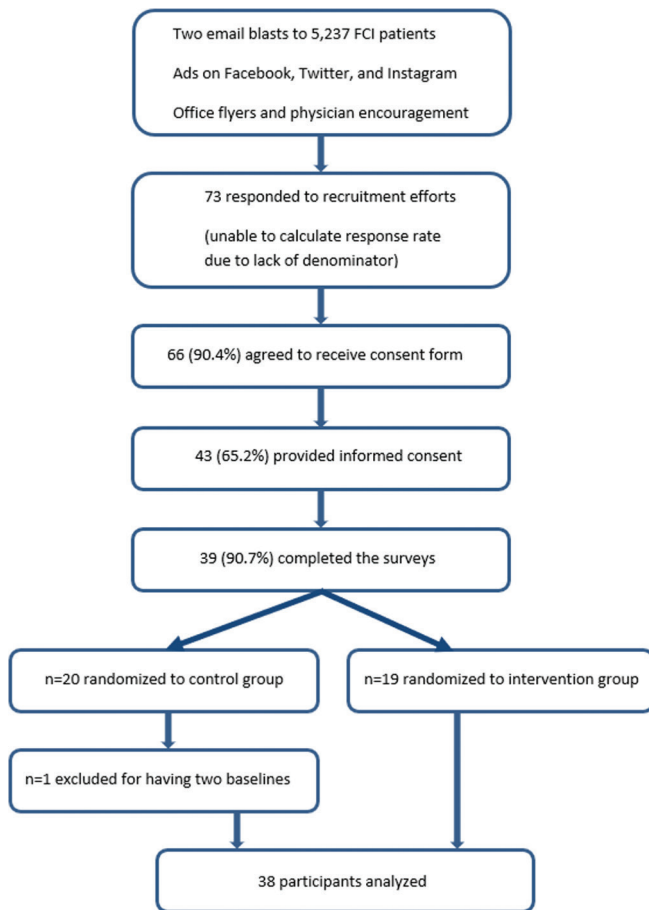 Two email blasts to 5,237 FCI patients
Ads on Facebook, Twitter, and Instagram
Office flyers and physician encouragement
73 responded to recruitment efforts
(unable to calculate response rate
due to lack of denominator)
66 (90.4%) agreed to receive consent form
43 (65.2%) provided informed consent
39 (90.7%) completed the surveys
n=20 randomized to control group
n=19 randomized to intervention group
n=1 excluded for having two baselines
38 participants analyzed